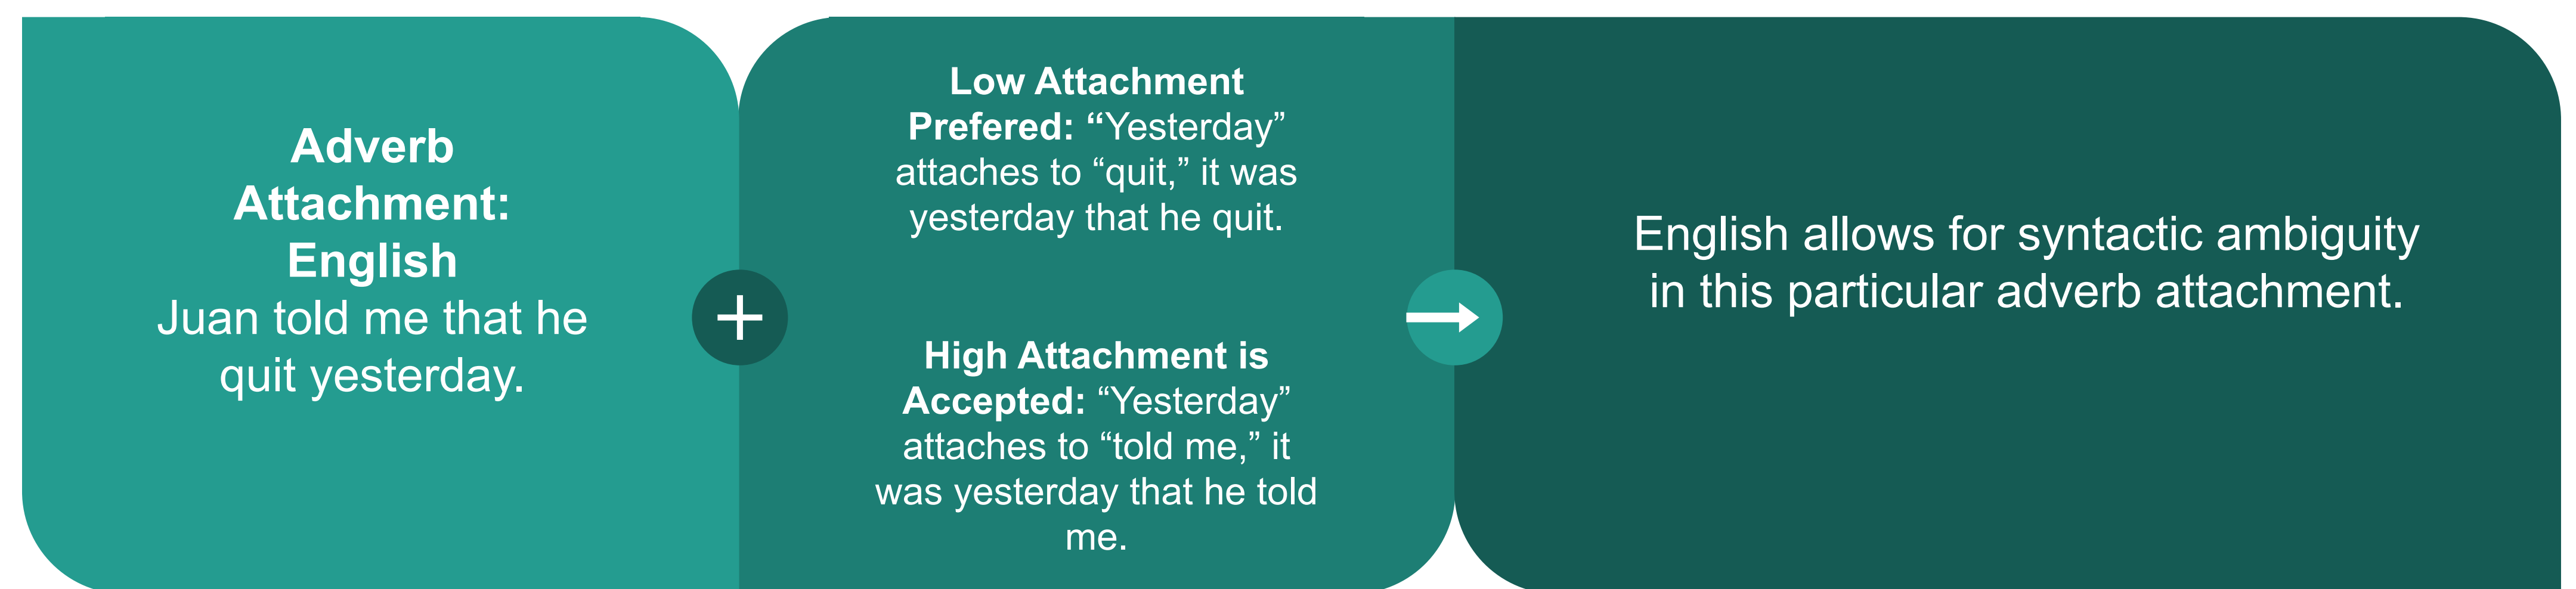 Adverb
Attachment:
English
Juan told me that he
quit yesterday.
Low Attachment
Prefered: “Yesterday”
attaches to “quit,” it was
yesterday that he quit.
High Attachment is
Accepted: “Yesterday”
attaches to “told me,” it
was yesterday that he told
me.
English allows for syntactic ambiguity
in this particular adverb attachment.